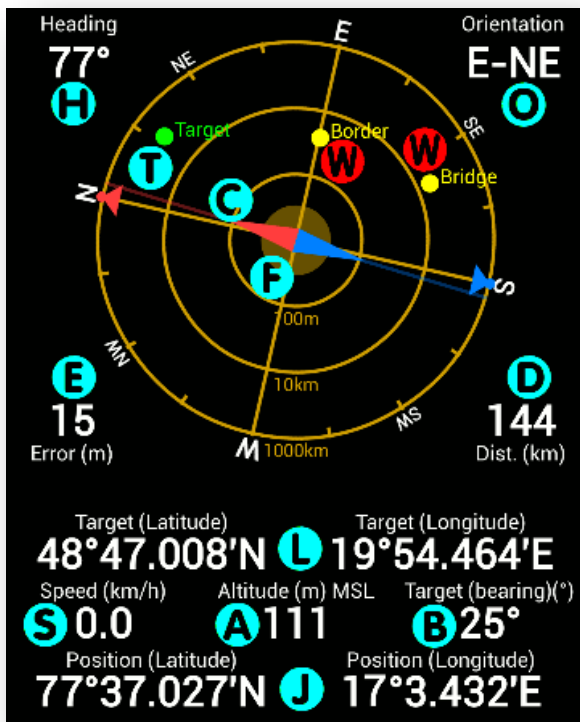 Heading
77°
H
Orientation
E-NE
O
E
NE
SE
Target
T
Border
W
W
Bridge
N
C
S
F
100m
NW
10km
SW
W
1000km
E
15
Error (m)
D
144
Dist. (km)
Target (Latitude)
48°47.008'N
L
Target (Longitude)
19°54.464'E
Speed (km/h)
S 0.0
Altitude (m) MSL
A 111
Target (bearing)(°)
B 25°
Position (Latitude)
77°37.027'N
J
Position (Longitude)
17°3.432'E